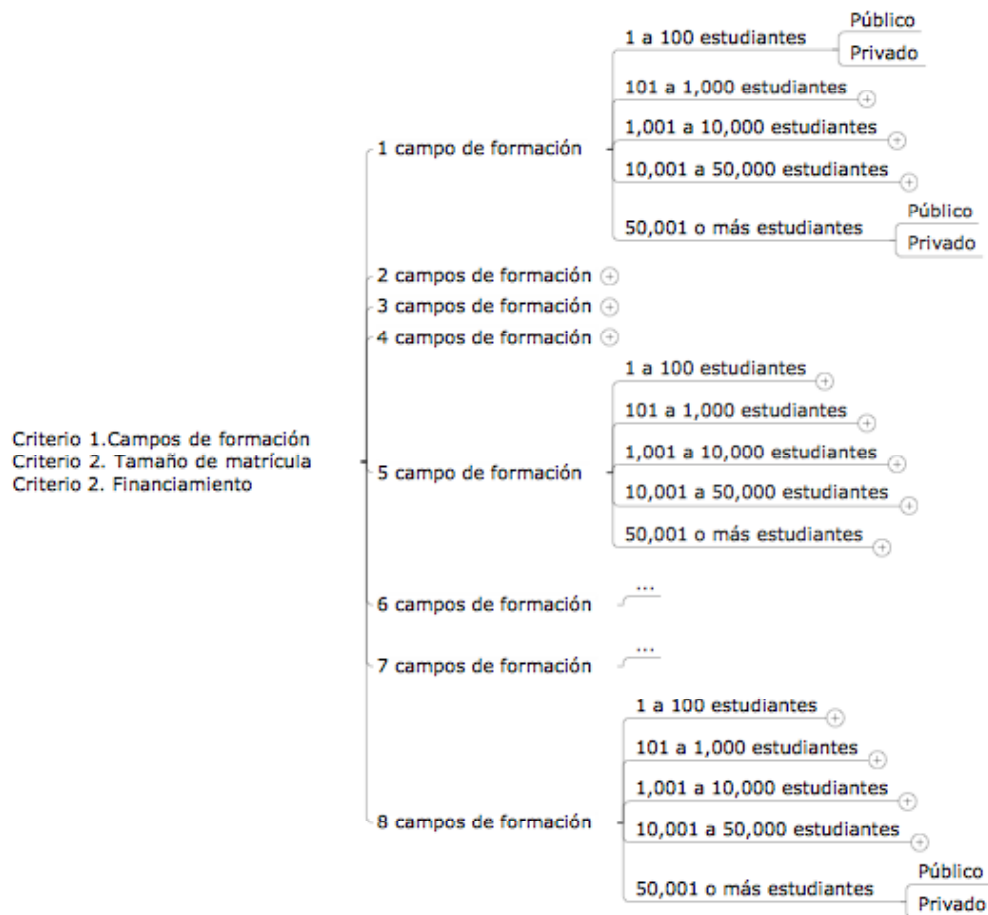 Criterio 1.Campos de formación
Criterio 2. Tamaño de matrícula
Criterio 2. Financiamiento
1 campo de formación
1 a 100 estudiantes
Público
Privado
101 a 1,000 estudiantes
1,001 a 10,000 estudiantes
10,001 a 50,000 estudiantes
50,001 o más estudiantes
Público
Privado
2 campos de formación
3 campos de formación
4 campos de formación
5 campo de formación
1 a 100 estudiantes
101 a 1,000 estudiantes
1,001 a 10,000 estudiantes
10,001 a 50,000 estudiantes
50,001 o más estudiantes
6 campos de formación
...
7 campos de formación
...
8 campos de formación
1 a 100 estudiantes
101 a 1,000 estudiantes
1,001 a 10,000 estudiantes
10,001 a 50,000 estudiantes
50,001 o más estudiantes
Público
Privado